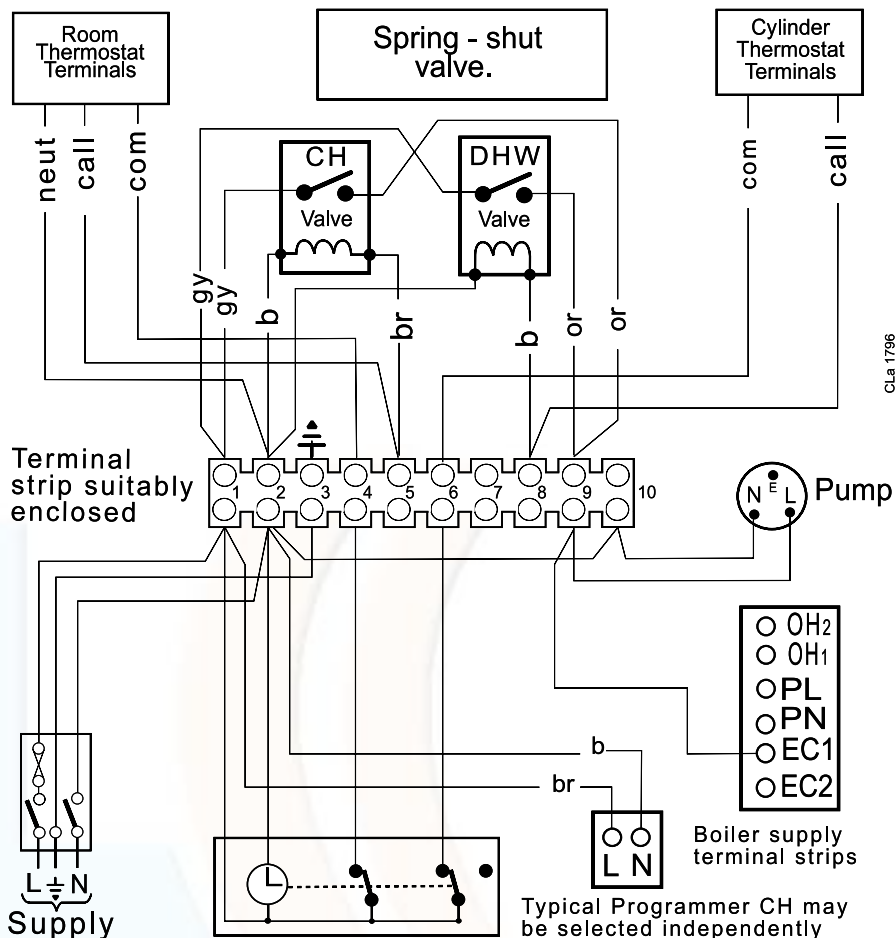 Room
Thermostat
Terminals
Spring - shut
valve.
Cylinder
Thermostat
Terminals
neut
call
com
CH
Valve
DHW
Valve
com
call
gy
gy
b
br
b
or
or
CLa 1796
Terminal
strip suitably
enclosed
1
2
3
4
5
6
7
8
9
10
N E L
Pump
OH2
OH1
PL
PN
EC1
EC2
b
br
L N
Boiler supply
terminal strips
L N
Supply
Typical Programmer CH may
be selected independently